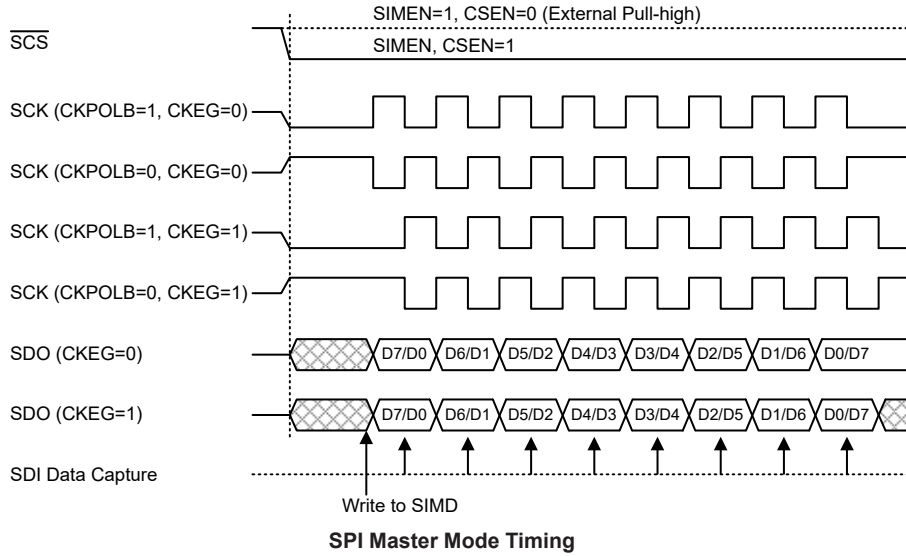 SIMEN=1, CSEN=0 (External Pull-high)
SCS
SIMEN, CSEN=1
SCK (CKPOLB=1, CKEG=0)
SCK (CKPOLB=0, CKEG=0)
SCK (CKPOLB=1, CKEG=1)
SCK (CKPOLB=0, CKEG=1)
SDO (CKEG=0) D7/D0 D6/D1 D5/D2 D4/D3 D3/D4 D2/D5 D1/D6 D0/D7
SDO (CKEG=1) D7/D0 D6/D1 D5/D2 D4/D3 D3/D4 D2/D5 D1/D6 D0/D7
SDI Data Capture
Write to SIMD
SPI Master Mode Timing